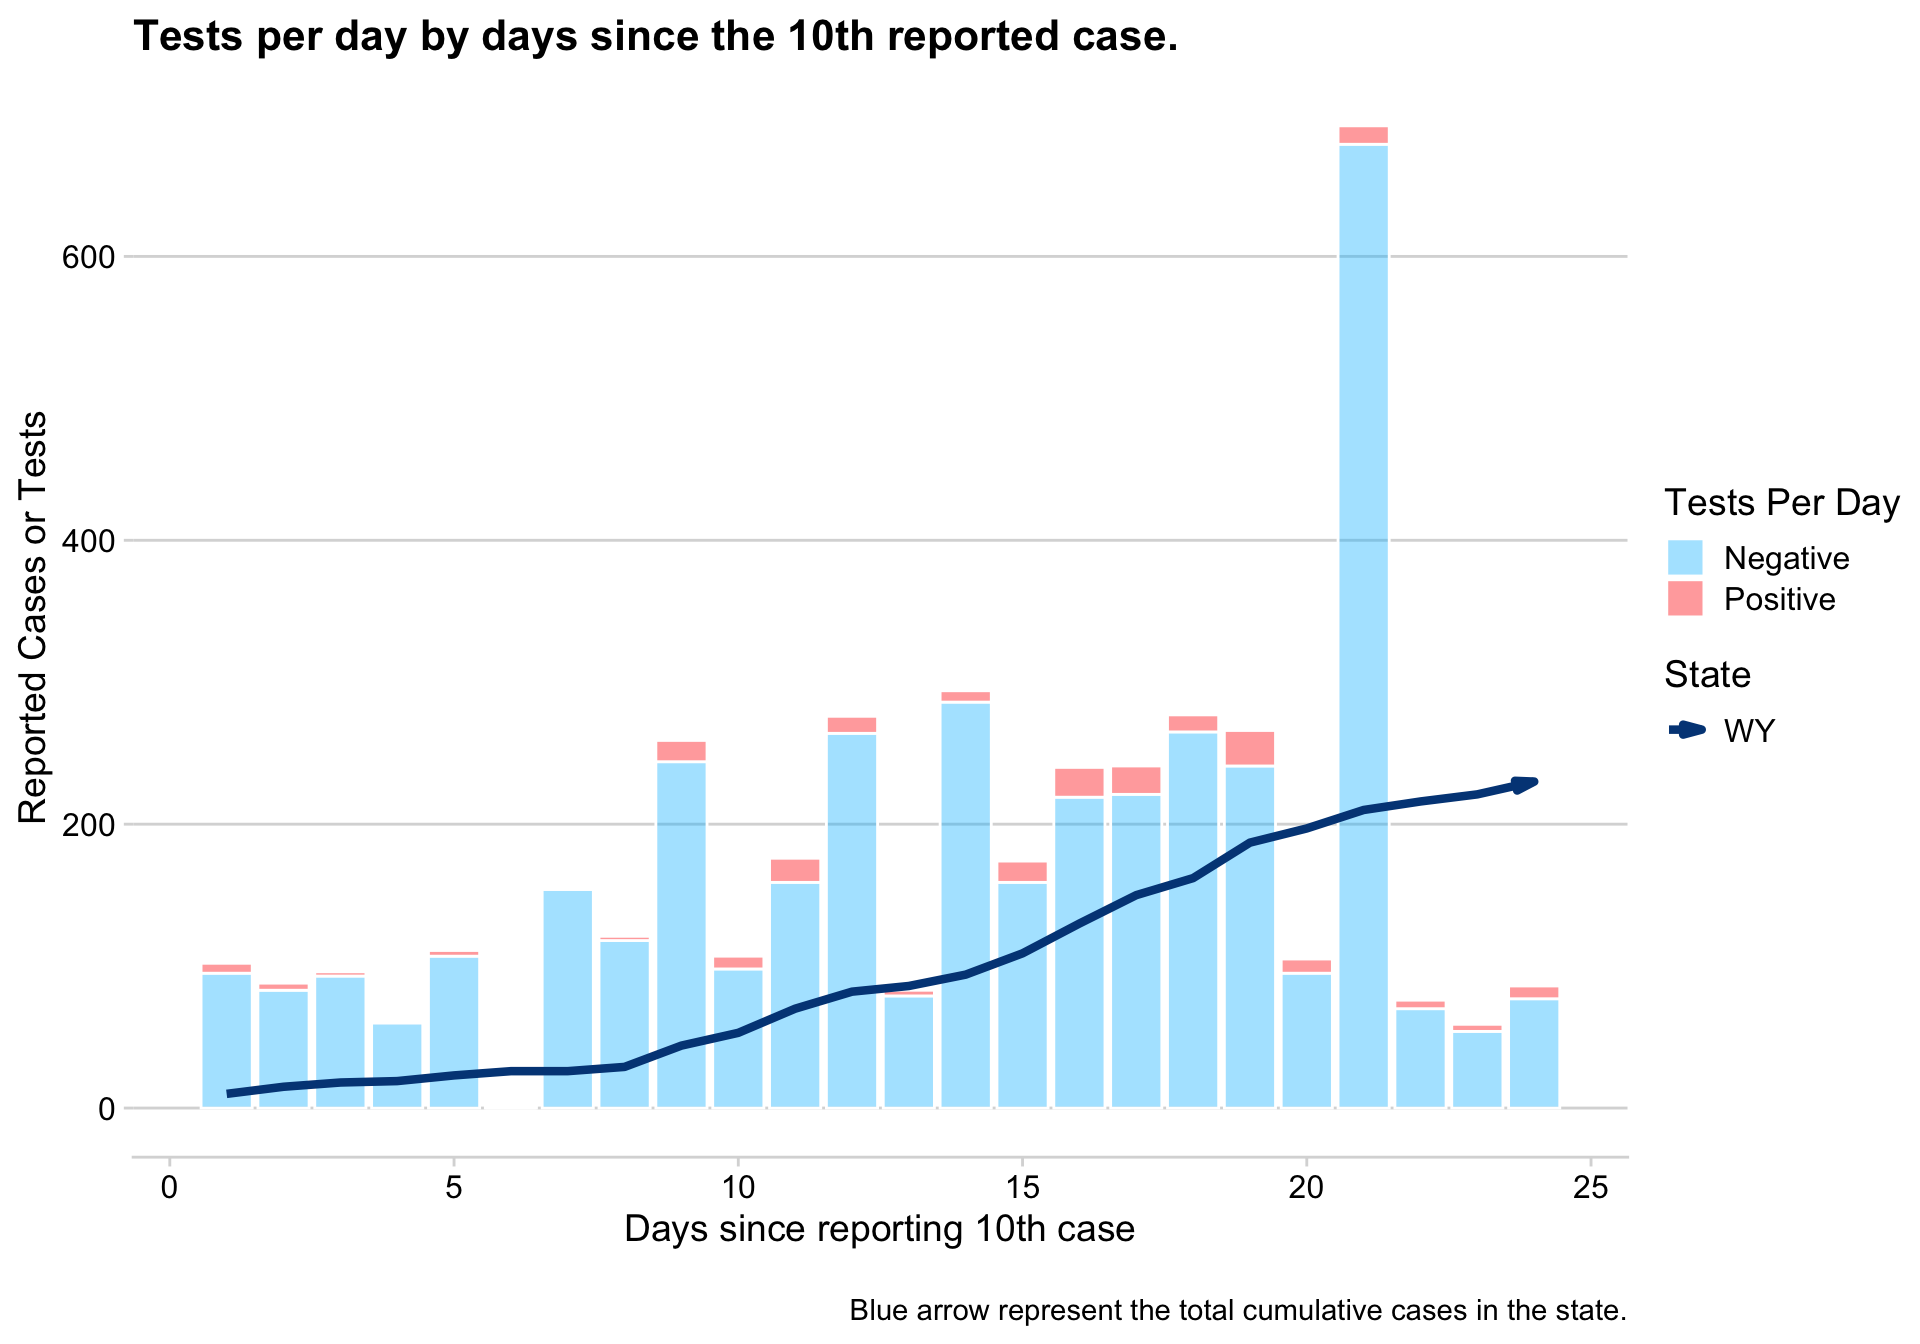 Tests per day by days since the 10th reported case.
Reported Cases or Tests
600
400
200
0
0 5 10 15 20 25
Days since reporting 10th case
Tests Per Day
Negative
Positive
State
WY
Blue arrow represent the total cumulative cases in the state.